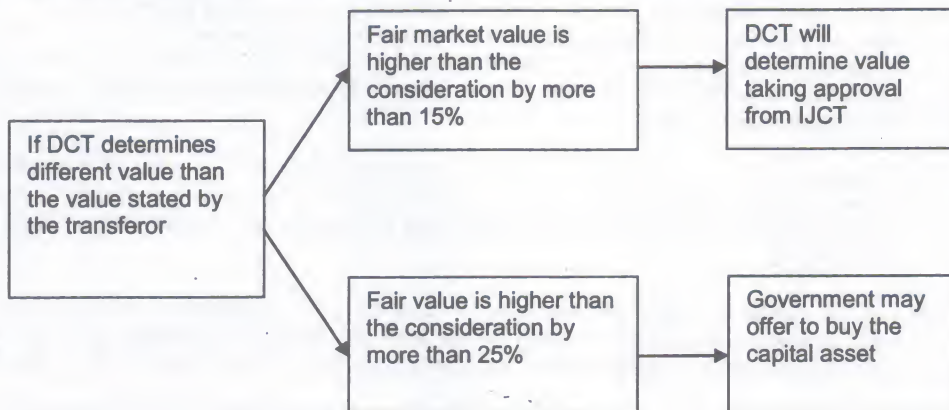 If DCT determines
different value than
the value stated by
the transferor
Fair market value is
higher than the
consideration by more
than 15%
DCT will
determine value
taking approval
from IJCT
Fair value is higher than
the consideration by
more than 25%
Government may
offer to buy the
capital asset